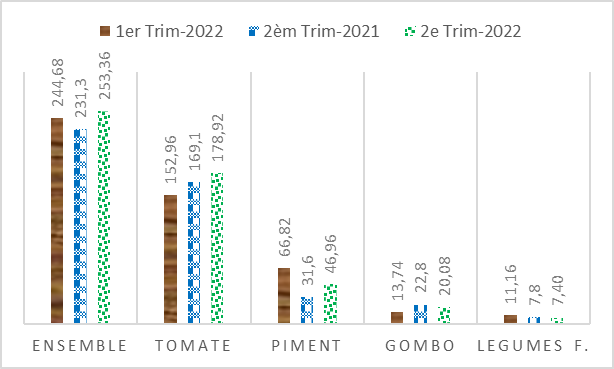 1er Trim-2022 2èm Trim-2021 2e Trim-2022
244,68 231,3 253,36 152,96 169,1 178,92 66,82 31,6 46,96 13,74 22,8 20,08 11,16 7,8 7,40
ENSEMBLE TOMATE PIMENT GOMBO LEGUMES F.